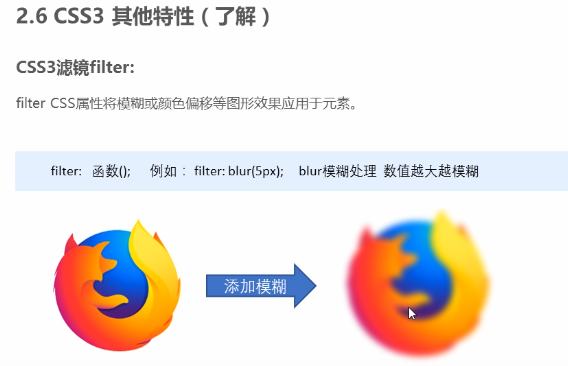 2.6 CSS3 其他特性（了解）
CSS3滤镜filter:
filter CSS属性将模糊或颜色偏移等图形效果应用于元素。
filter: 函数(); 例如： filter: blur(5px); blur模糊处理 数值越大越模糊
添加模糊